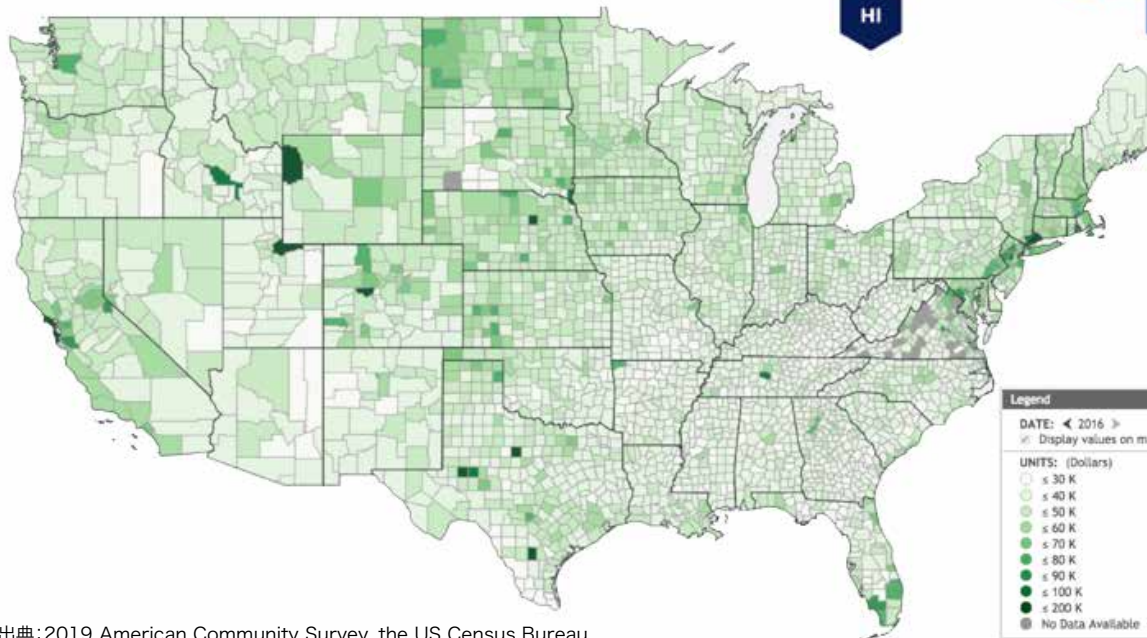 HI
Legend
DATE: < 2016 >
Display values on m
UNITS: (Dollars)
≤ 30 K
≤ 40 K
≤ 50 K
≤ 60 K
≤ 70 K
≤ 80 K
≤ 90 K
≤ 100 K
≤ 200 K
No Data Available
出典:2019 American Community Survey, the US Census Bureau